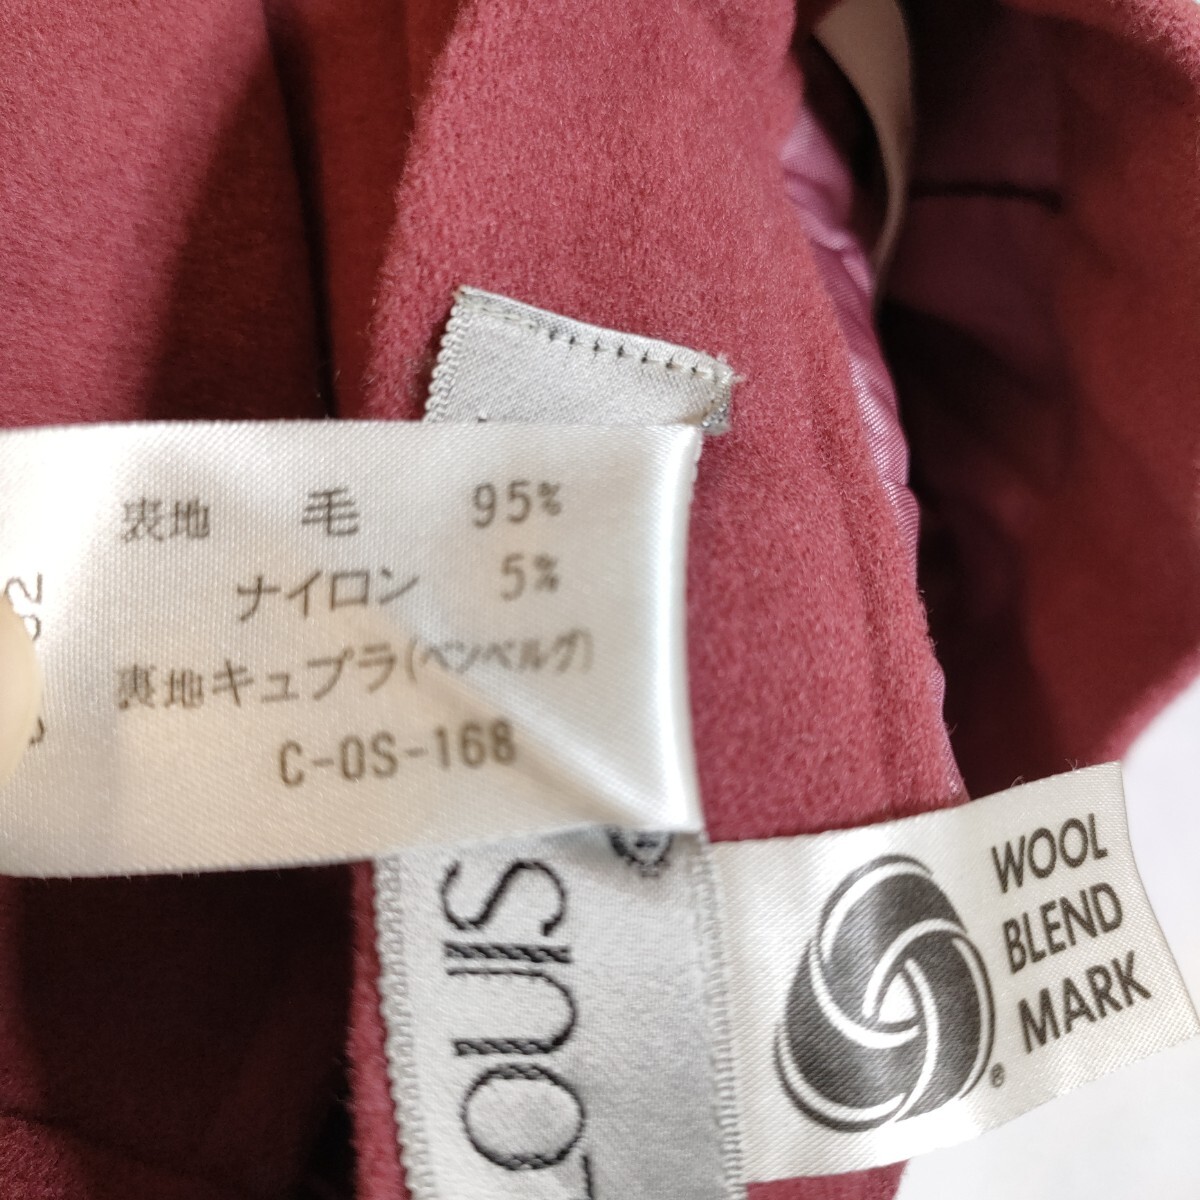 表地 毛 95%
ナイロン 5%
裏地キュプラ(ベンベルグ)
C-OS-168
WOOL
BLEND
MARK
®
LOUIS